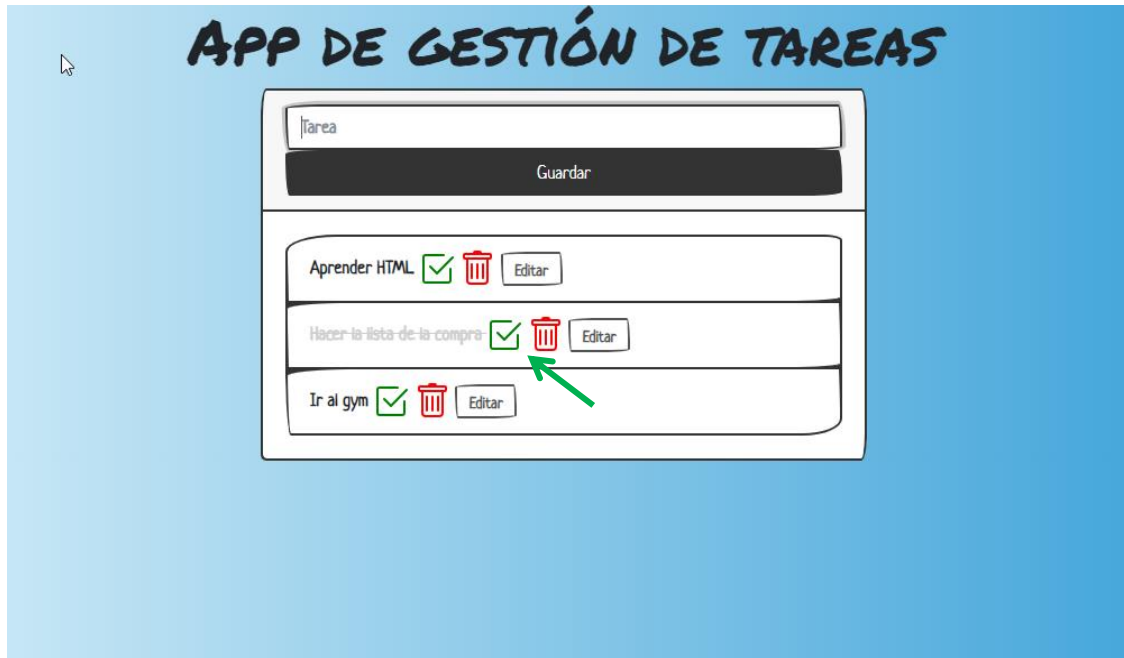 App de gestión de tareas
Tarea
Guardar
Aprender HTML Editar
Hacer la lista de la compra Editar
Ir al gym Editar